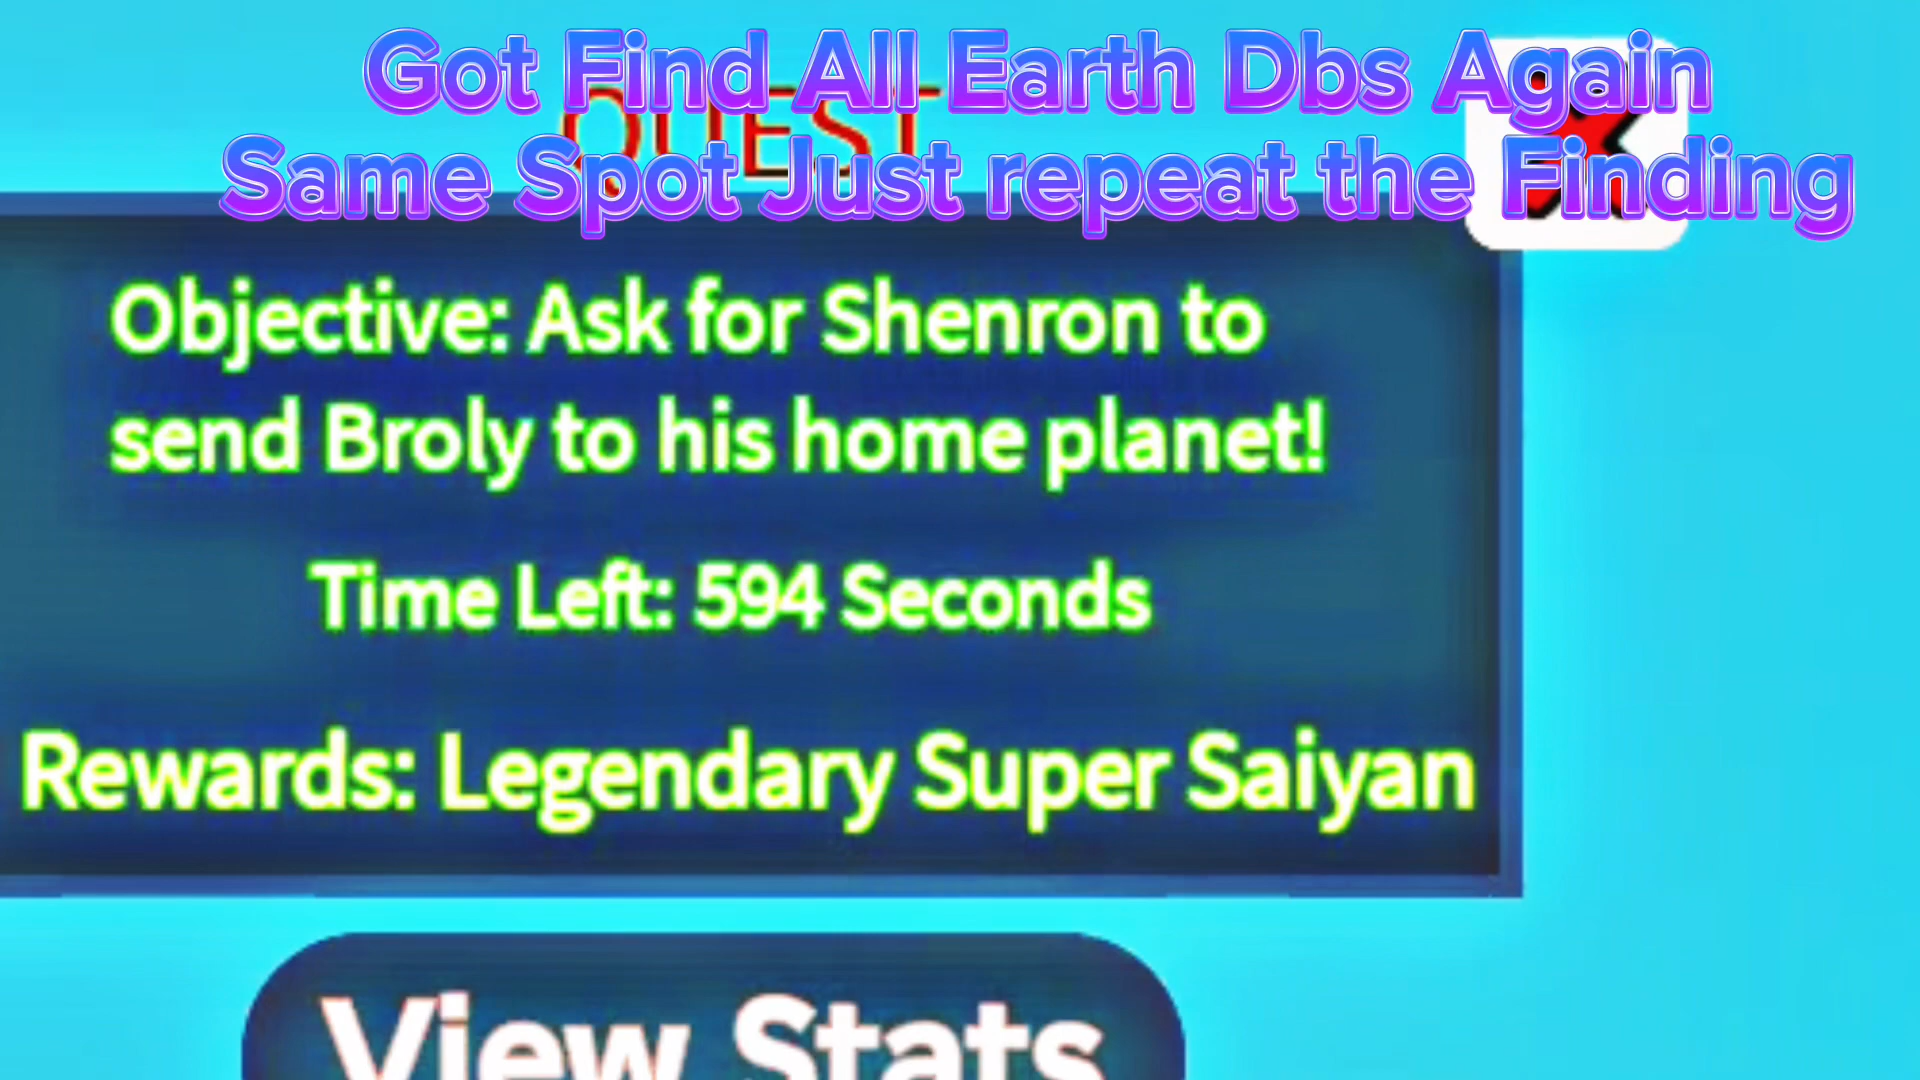 Got Find All Earth Dbs Again
QUEST
Same Spot Just repeat the Finding
Objective: Ask for Shenron to
send Broly to his home planet!
Time Left: 594 Seconds
Rewards: Legendary Super Saiyan
View Stats